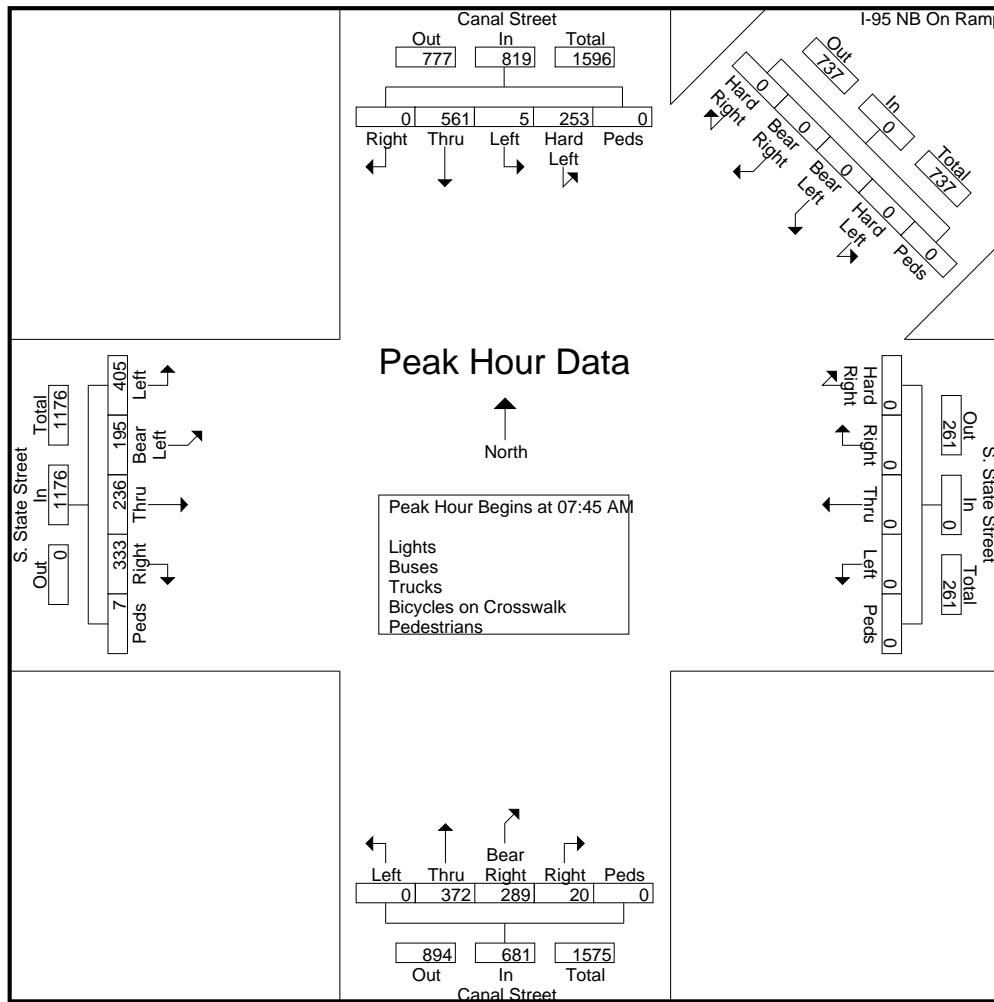 Canal Street
Out In Total
777 819 1596
0 561 5 253 0
Right Thru Left Hard Left Peds
I-95 NB On Ramp
Out
737
In
0
Total
737
0 0 0 0 0
Hard Right
Bear Right
Bear Left
Hard Left
Peds
Peak Hour Data
North
Peak Hour Begins at 07:45 AM
Lights
Buses
Trucks
Bicycles on Crosswalk
Pedestrians
S. State Street
Out In Total
0 1176 1176
405 195 236 333 7
Left
Bear Left
Thru
Right
Peds
S. State Street
Out In Total
261 0 261
0 0 0 0 0
Hard Right
Right
Thru
Left
Peds
Left Thru Bear Right Right Peds
0 372 289 20 0
894 681 1575
Out In Total
Canal Street